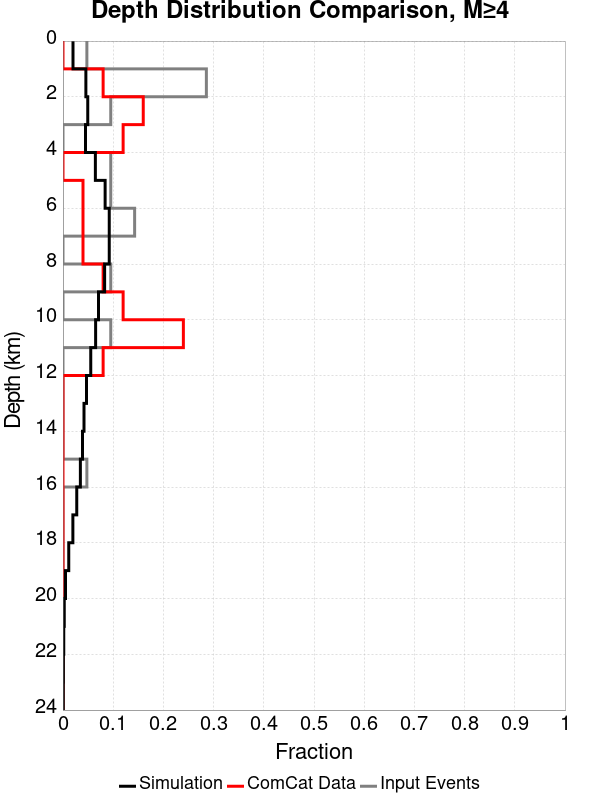 Depth Distribution Comparison, M≥4
0
2
4
6
8
10
12
14
16
18
20
22
24
Depth (km)
0 0.1 0.2 0.3 0.4 0.5 0.6 0.7 0.8 0.9 1
Fraction
Simulation ComCat Data Input Events